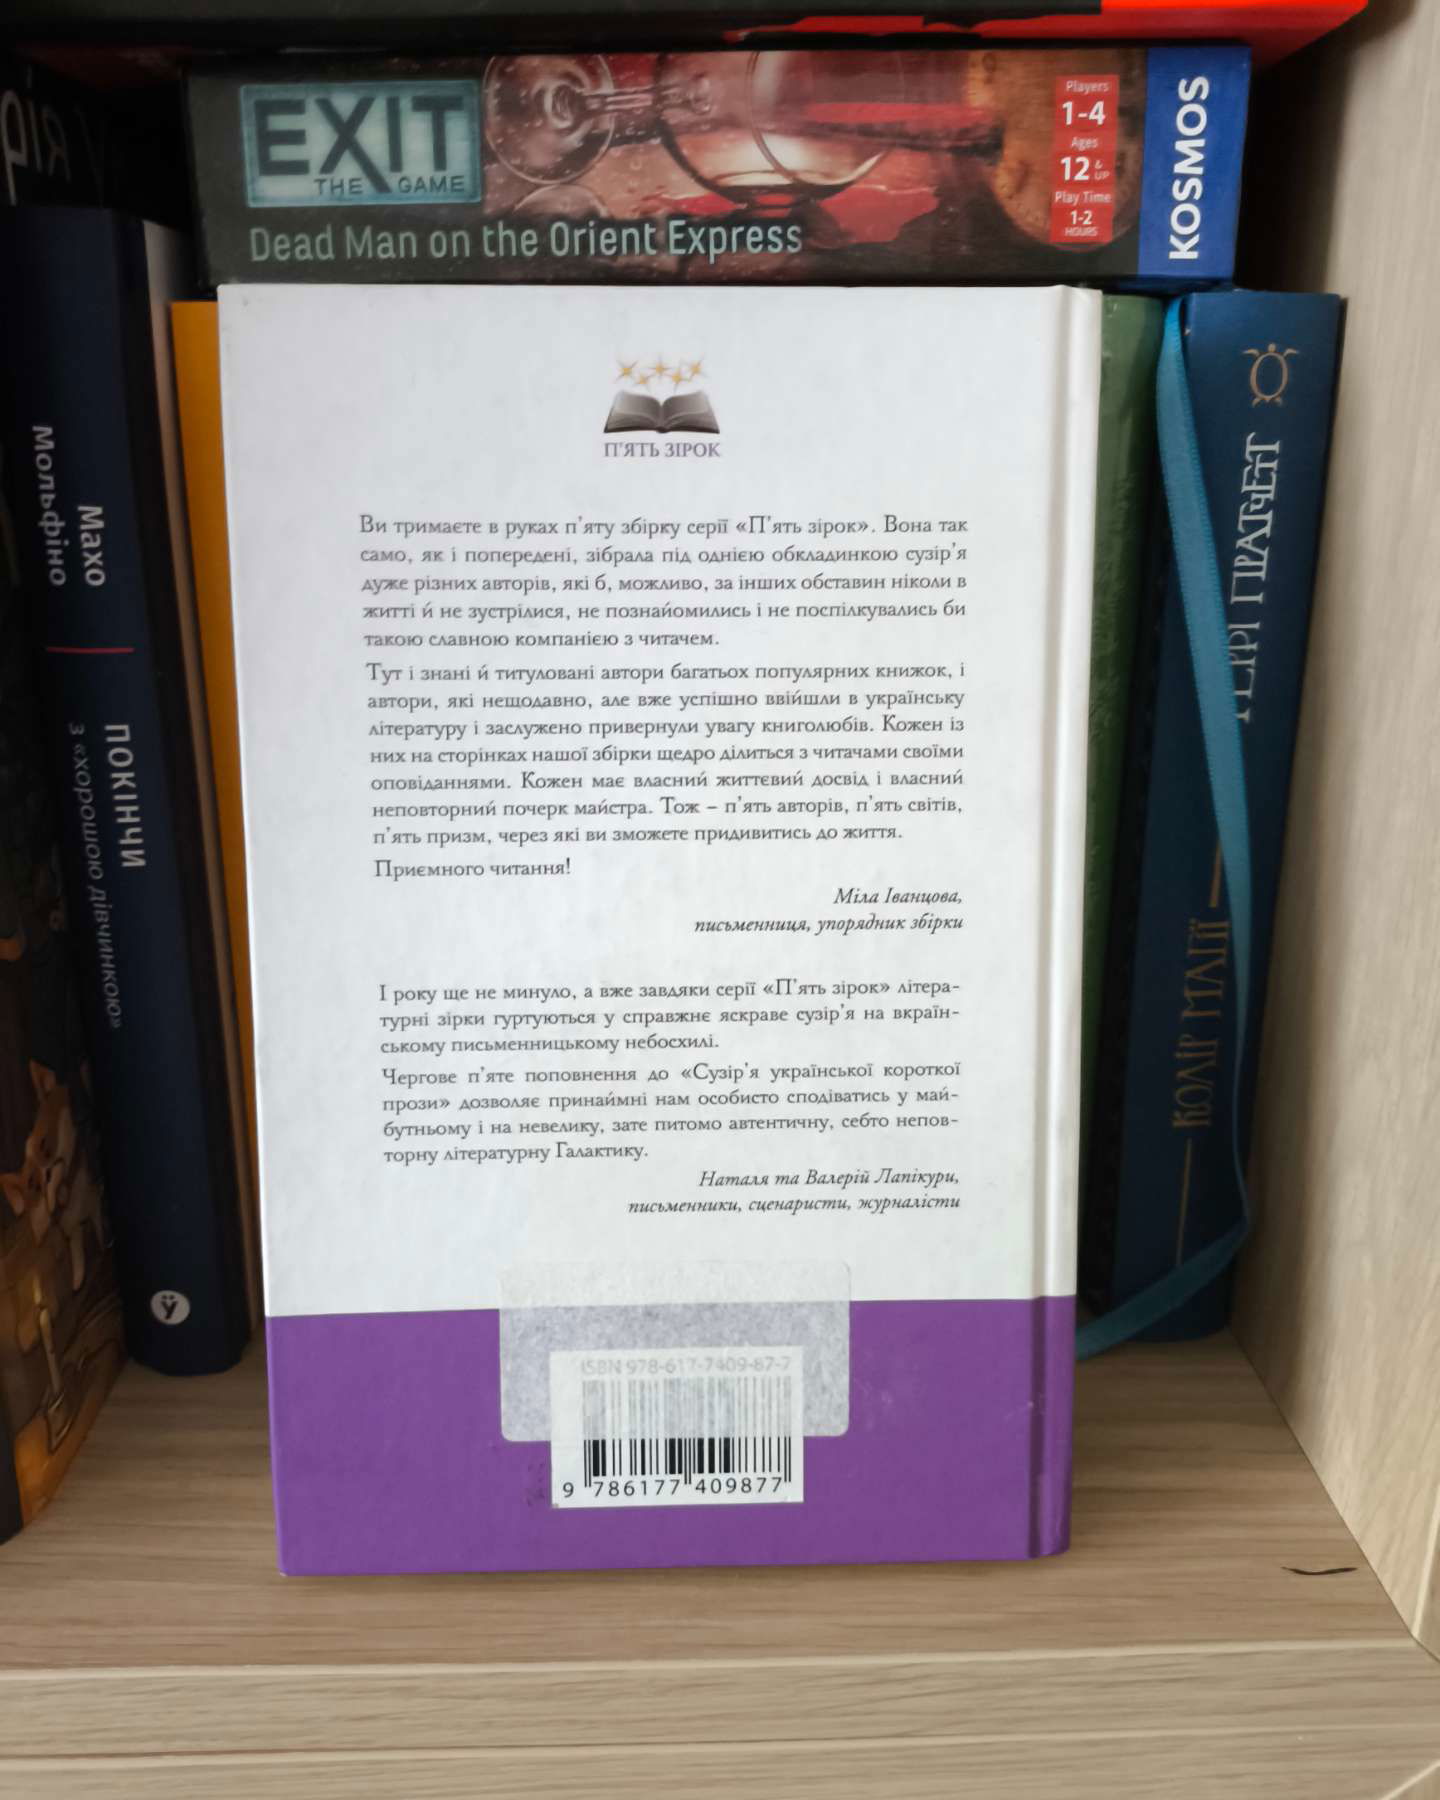 EXIT
THE GAME
Dead Man on the Orient Express
Players
1-4
Ages
12 & UP
Play Time
1-2
HOURS
KOSMOS
Мольфіно
Махо
ПОКІНЧИ
з «хорошою дівчинкою»
Ў
П'ЯТЬ ЗІРОК
Ви тримаєте в руках п'яту збірку серії «П'ять зірок». Вона так
само, як і попередені, зібрала під однією обкладинкою сузір'я
дуже різних авторів, які б, можливо, за інших обставин ніколи в
житті й не зустрілися, не познайомились і не поспілкувались би
такою славною компанією з читачем.
Тут і знані й титуловані автори багатьох популярних книжок, і
автори, які нещодавно, але вже успішно ввійшли в українську
літературу і заслужено привернули увагу книголюбів. Кожен із
них на сторінках нашої збірки щедро ділиться з читачами своїми
оповіданнями. Кожен має власний життєвий досвід і власний
неповторний почерк майстра. Тож – п'ять авторів, п'ять світів,
п'ять призм, через які ви зможете придивитись до життя.
Приємного читання!
Міла Іванцова,
письменниця, упорядник збірки
І року ще не минуло, а вже завдяки серії «П'ять зірок» літера-
турні зірки гуртуються у справжнє яскраве сузір'я на вкраїн-
ському письменницькому небосхилі.
Чергове п'яте поповнення до «Сузір'я української короткої
прози» дозволяє принаймні нам особисто сподіватись у май-
бутньому і на невелику, зате питомо автентичну, себто непов-
торну літературну Галактику.
Наталя та Валерій Лапікури,
письменники, сценаристи, журналісти
ISBN 978-617-7409-87-7
9 786177 409877
ТЕРРІ ПРАТЧЕТТ
КОЛІР МАГІЇ